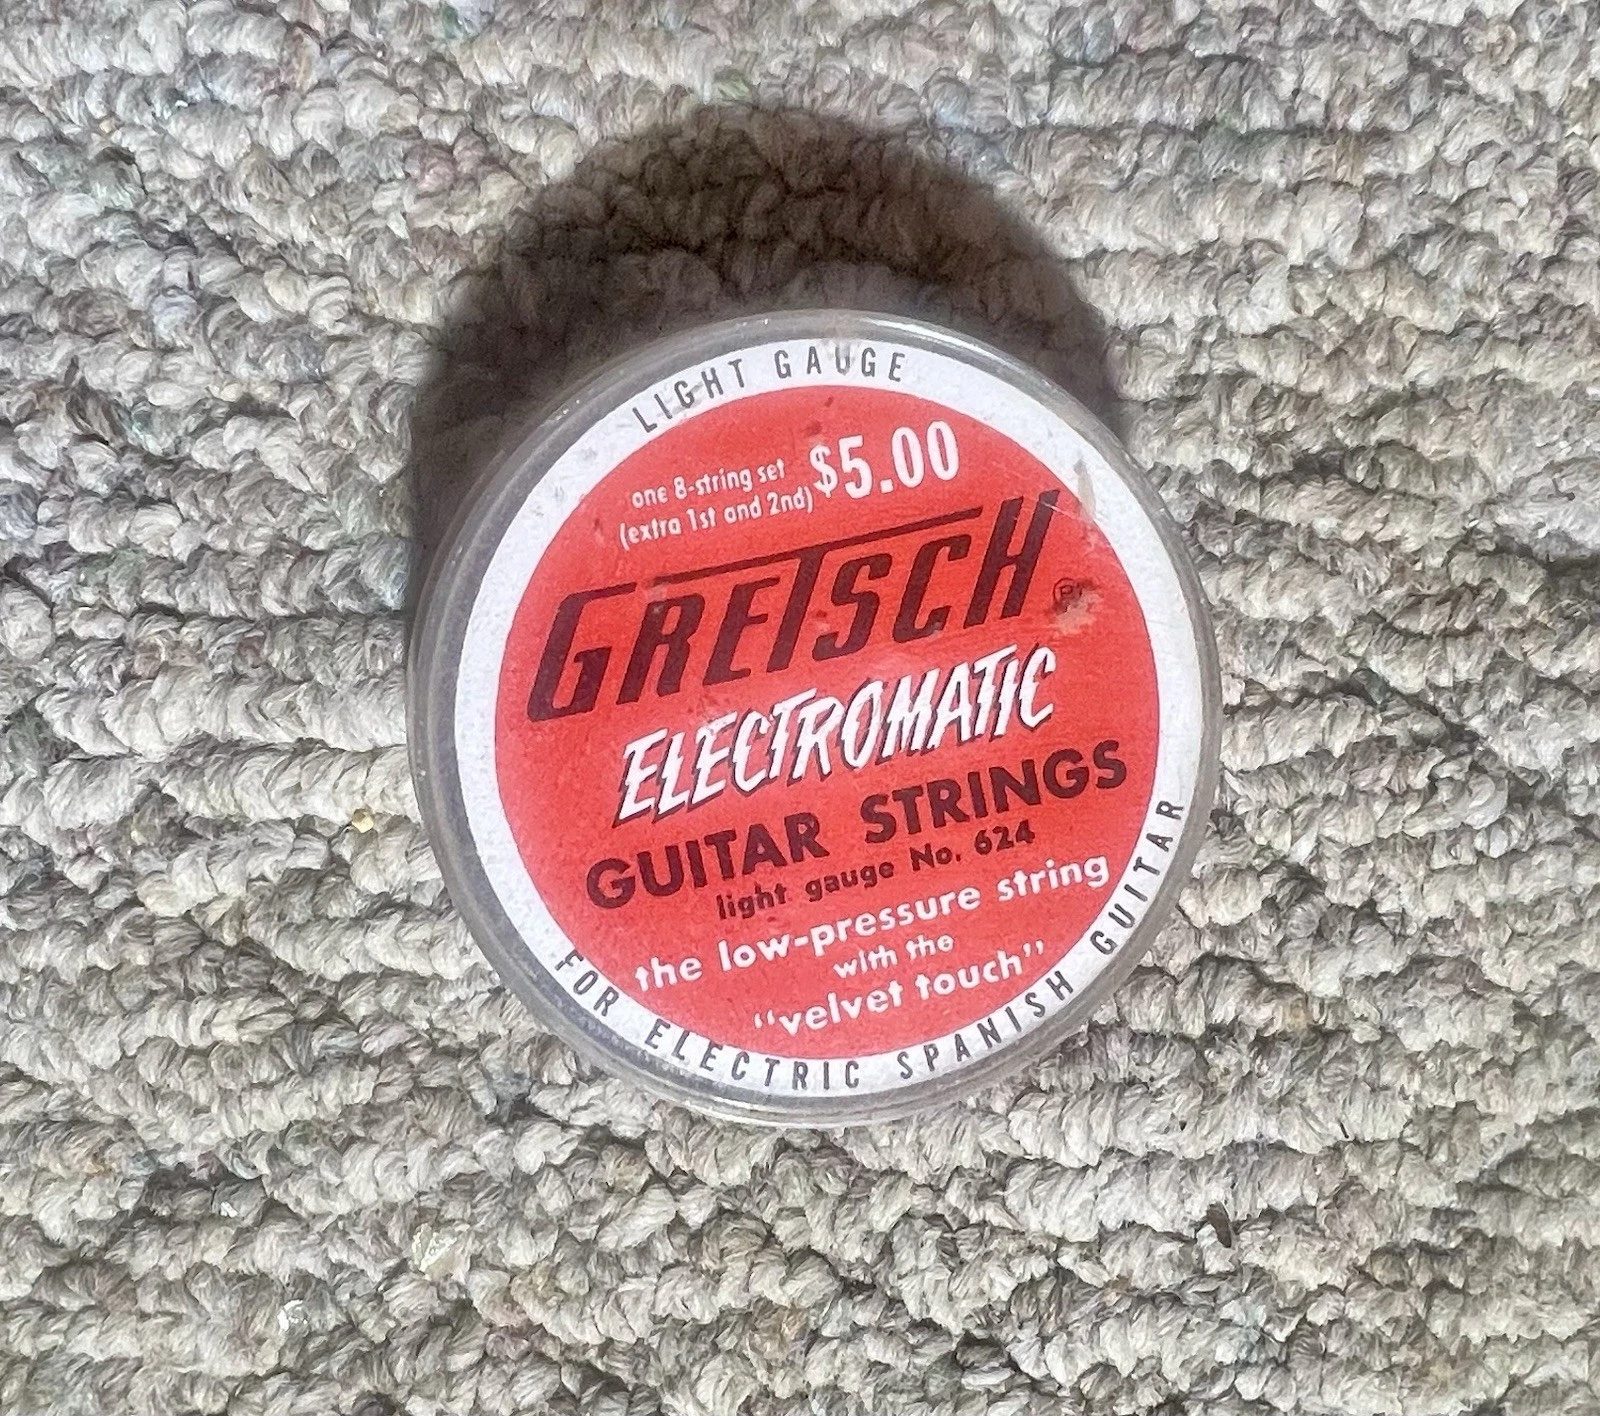 LIGHT GAUGE
one 8-string set
(extra 1st and 2nd)
$5.00
GRETSCH®
ELECTROMATIC
GUITAR STRINGS
light gauge No. 624
the low-pressure string
with the
“velvet touch”
FOR ELECTRIC SPANISH GUITAR